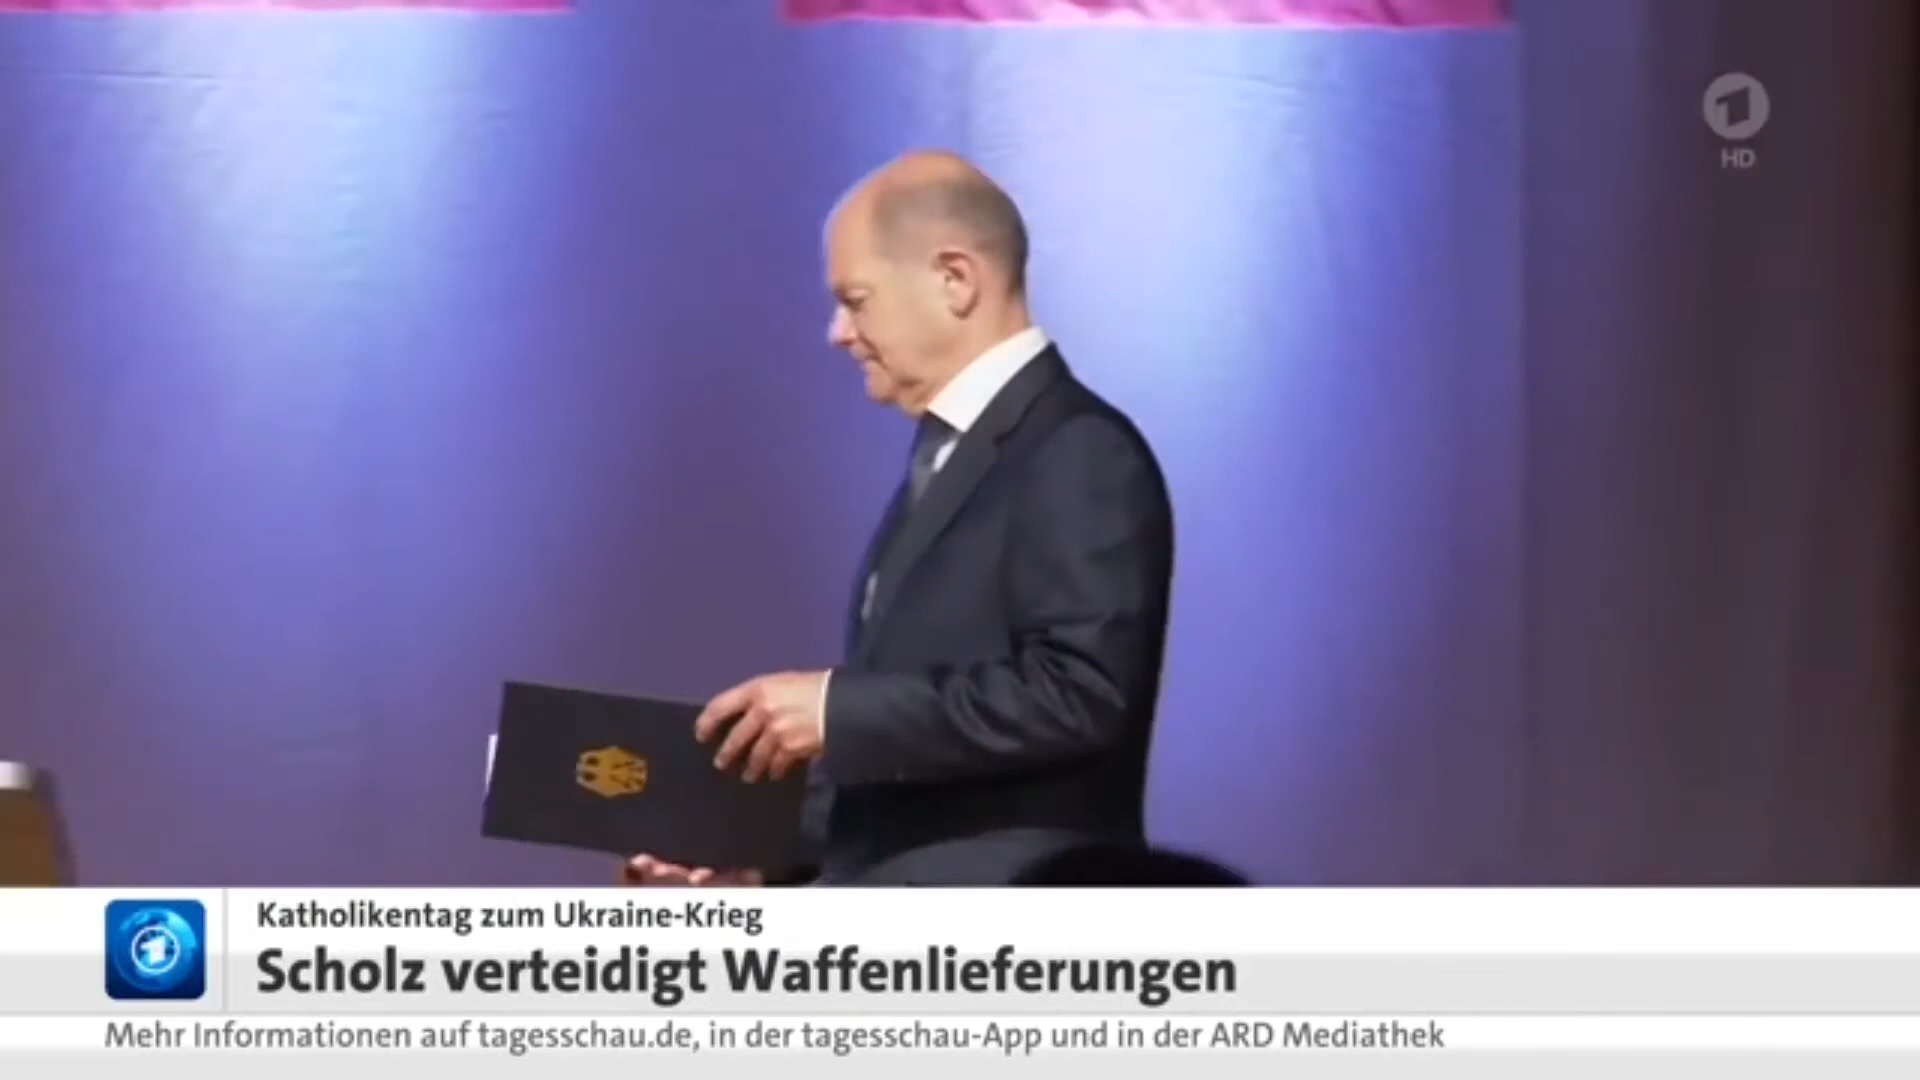 HD
Katholikentag zum Ukraine-Krieg
Scholz verteidigt Waffenlieferungen
Mehr Informationen auf tagesschau.de, in der tagesschau-App und in der ARD Mediathek